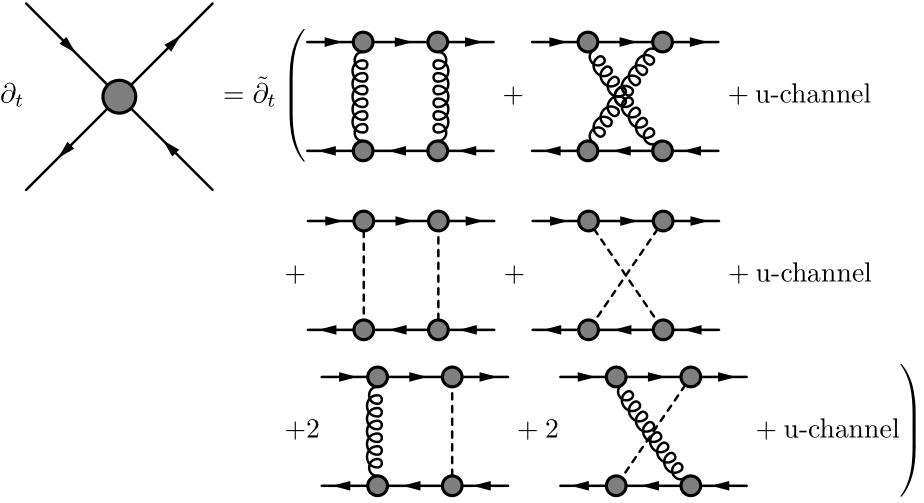 ∂ₜ = ∂̃ₜ ( + + u-channel
+ + + u-channel
+2 + 2 + u-channel )